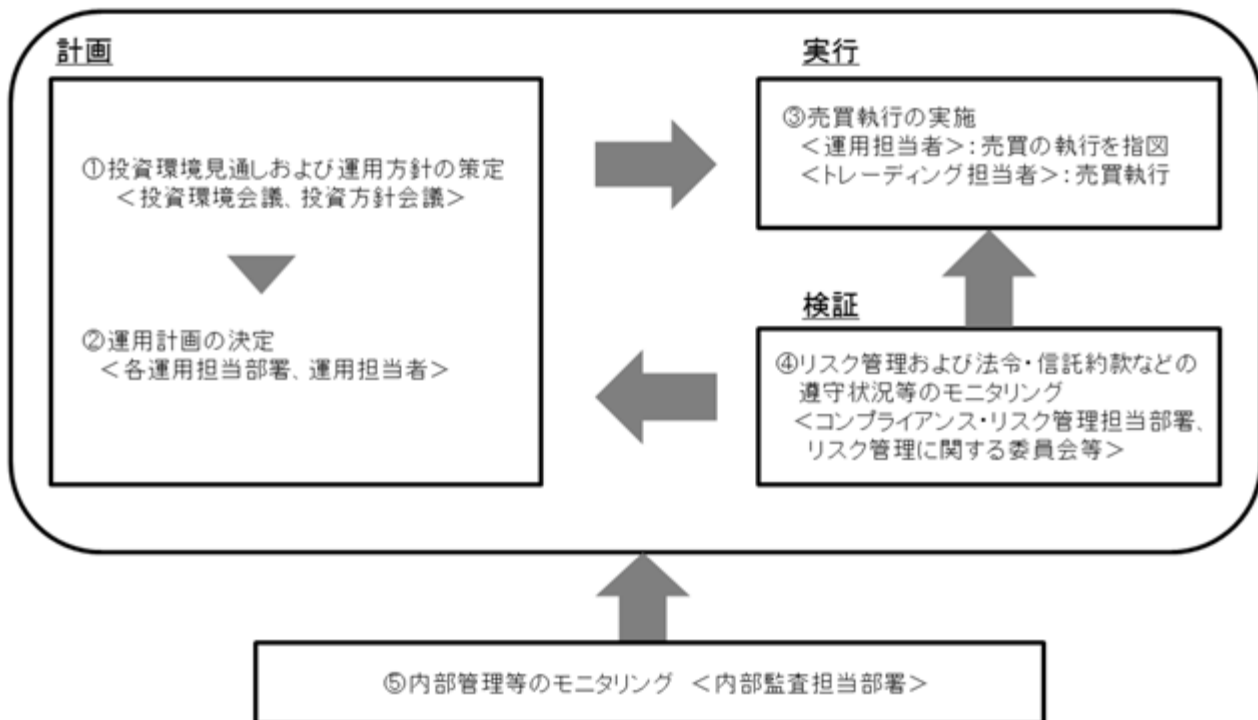 計画
①投資環境見通しおよび運用方針の策定
＜投資環境会議、投資方針会議＞
②運用計画の決定
＜各運用担当部署、運用担当者＞
実行
③売買執行の実施
＜運用担当者＞：売買の執行を指図
＜トレーディング担当者＞：売買執行
検証
④リスク管理および法令・信託約款などの
遵守状況等のモニタリング
＜コンプライアンス・リスク管理担当部署、
リスク管理に関する委員会等＞
⑤内部管理等のモニタリング ＜内部監査担当部署＞